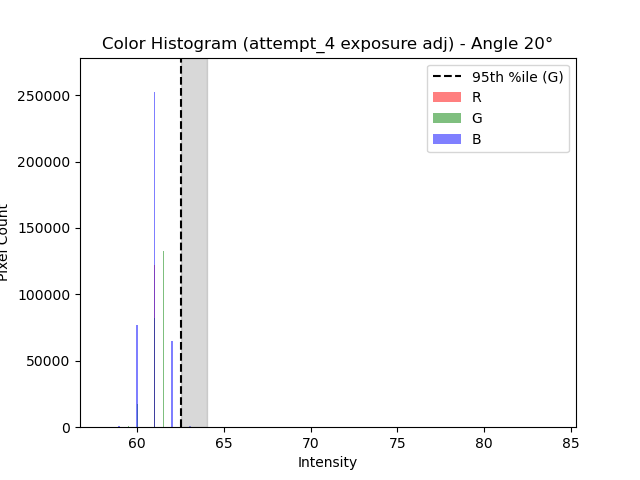 Color Histogram (attempt_4 exposure adj) - Angle 20°
95th %ile (G)
R
G
B
250000
200000
150000
100000
50000
0
Pixel Count
60 65 70 75 80 85
Intensity